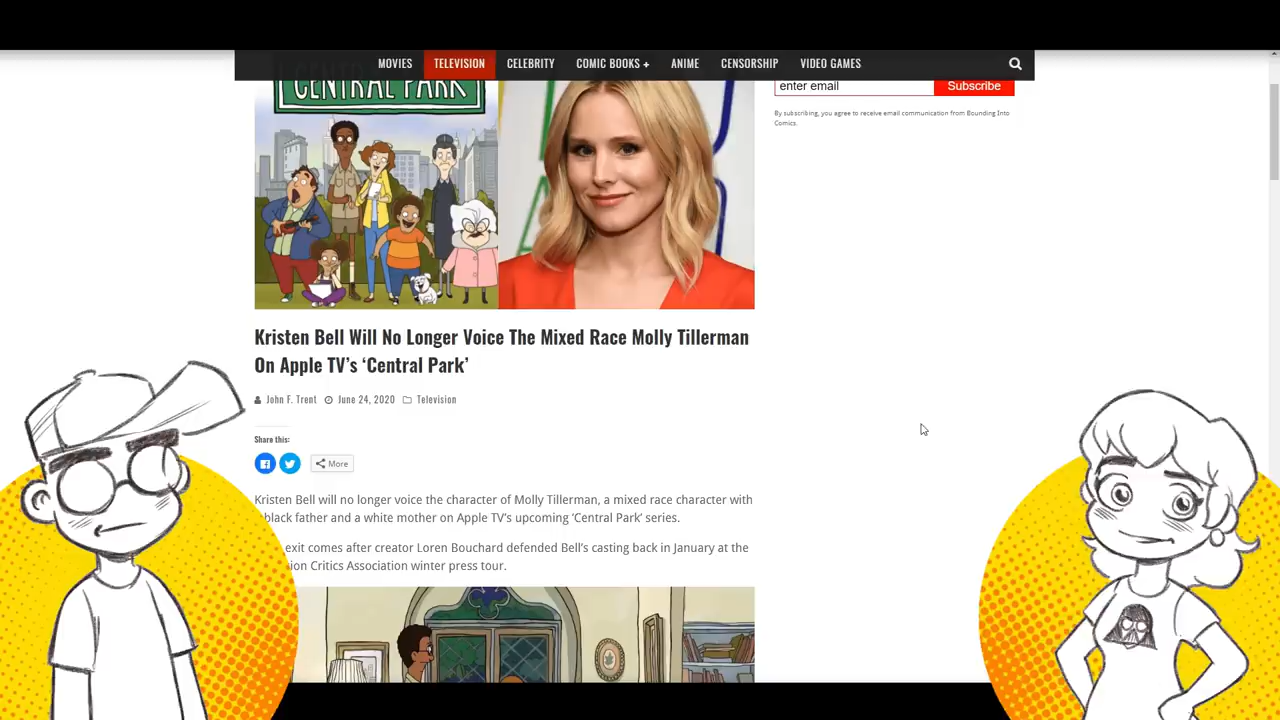 MOVIES TELEVISION CELEBRITY COMIC BOOKS + ANIME CENSORSHIP VIDEO GAMES
CENTRAL PARK
enter email Subscribe
By subscribing, you agree to receive email communication from Bounding Into
Comics.
Kristen Bell Will No Longer Voice The Mixed Race Molly Tillerman
On Apple TV’s ‘Central Park’
John F. Trent June 24, 2020 Television
Share this:
More
Kristen Bell will no longer voice the character of Molly Tillerman, a mixed race character with
black father and a white mother on Apple TV’s upcoming ‘Central Park’ series.
exit comes after creator Loren Bouchard defended Bell’s casting back in January at the
ion Critics Association winter press tour.